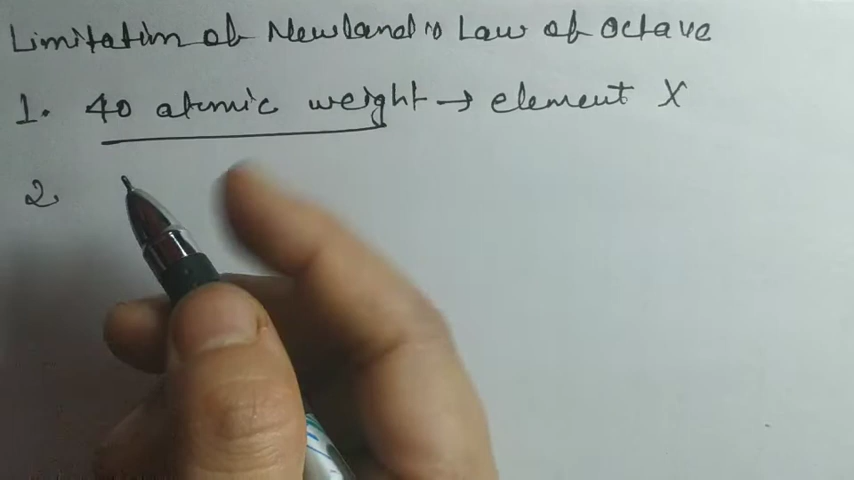 Limitation of Newland's Law of Octave
1. 40 atomic weight → element X
2